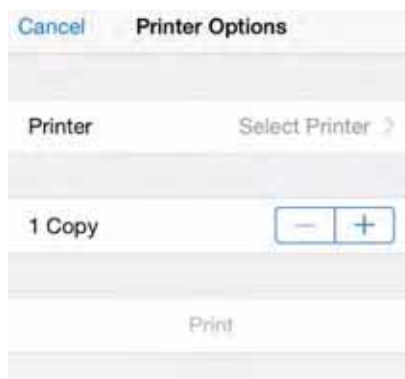 Cancel Printer Options
Printer Select Printer >
1 Copy − +
Print